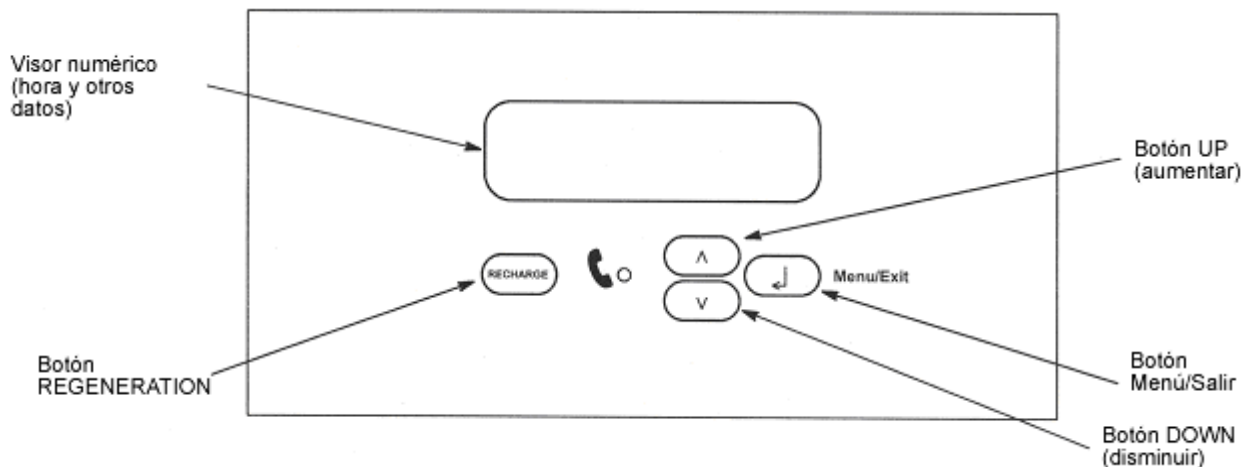 Visor numérico
(hora y otros
datos)
Botón UP
(aumentar)
RECHARGE
Menu/Exit
Botón
REGENERATION
Botón
Menú/Salir
Botón DOWN
(disminuir)